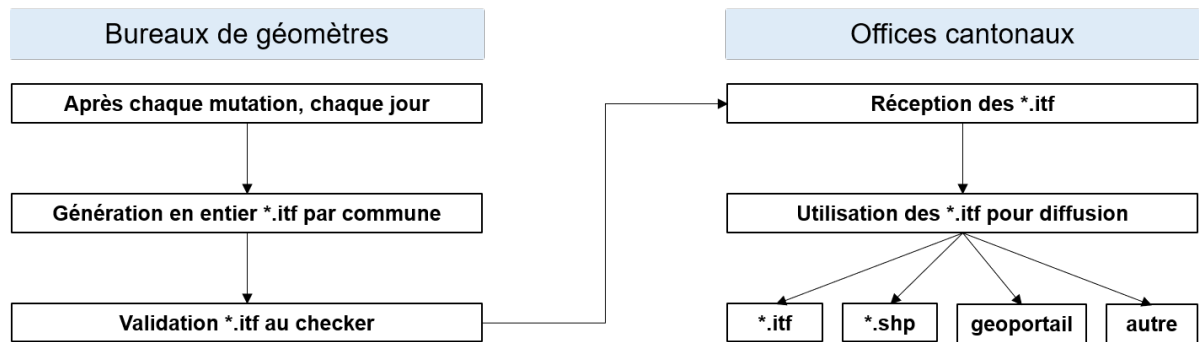 Bureaux de géomètres
Après chaque mutation, chaque jour
Génération en entier *.itf par commune
Validation *.itf au checker
Offices cantonaux
Réception des *.itf
Utilisation des *.itf pour diffusion
*.itf
*.shp
geoportail
autre